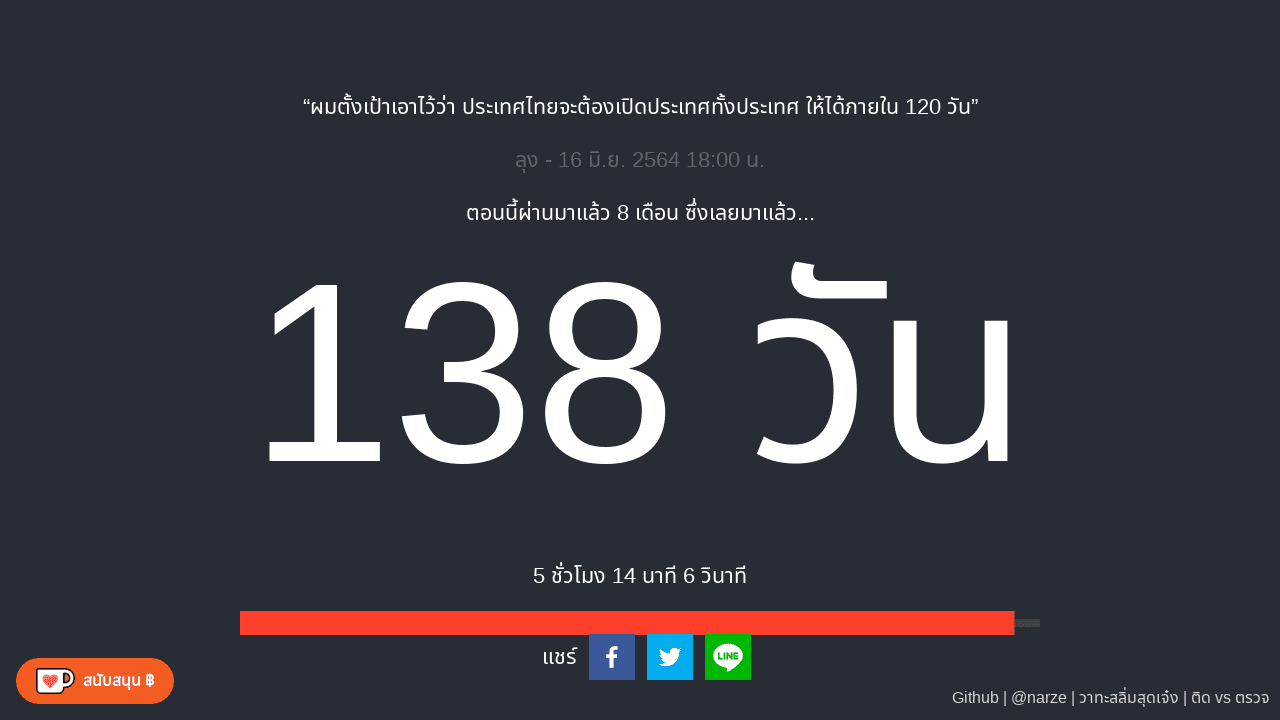 “ผมตั้งเป้าเอาไว้ว่า ประเทศไทยจะต้องเปิดประเทศทั้งประเทศ ให้ได้ภายใน 120 วัน”
ลุง - 16 มิ.ย. 2564 18:00 น.
ตอนนี้ผ่านมาแล้ว 8 เดือน ซึ่งเลยมาแล้ว...
138 วัน
5 ชั่วโมง 14 นาที 6 วินาที
แชร์ LINE
สนับสนุน ฿
Github | @narze | วาทะสลิ่มสุดเจ๋ง | ติด vs ตรวจ